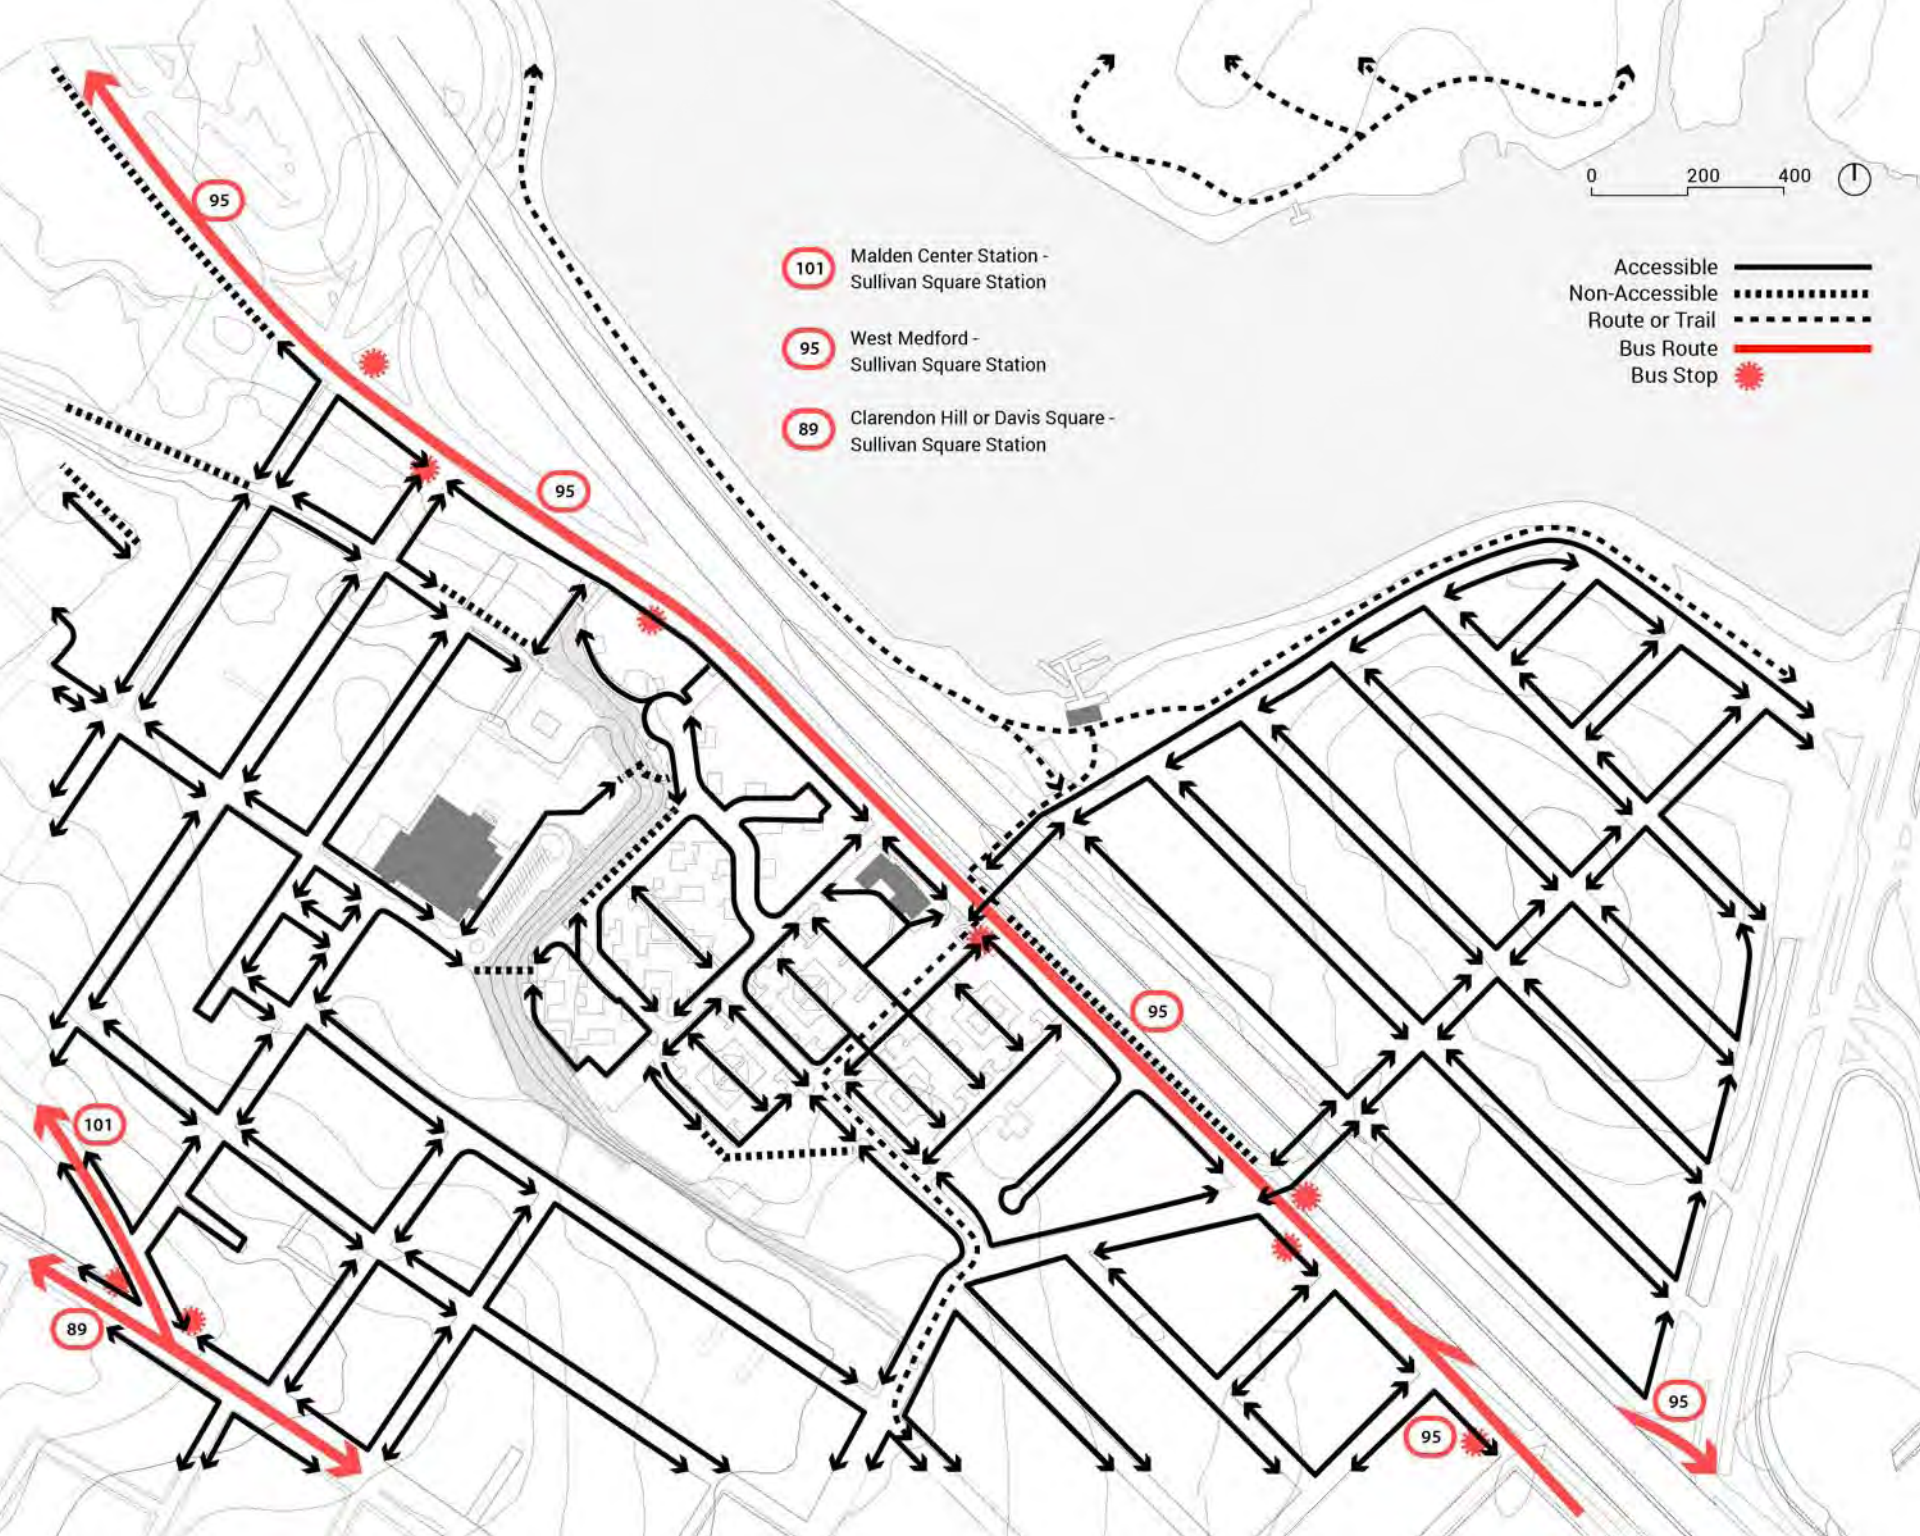 95
0 200 400
101
Malden Center Station -
Sullivan Square Station
95
West Medford -
Sullivan Square Station
89
Clarendon Hill or Davis Square -
Sullivan Square Station
Accessible
Non-Accessible
Route or Trail
Bus Route
Bus Stop
95
95
101
89
95
95